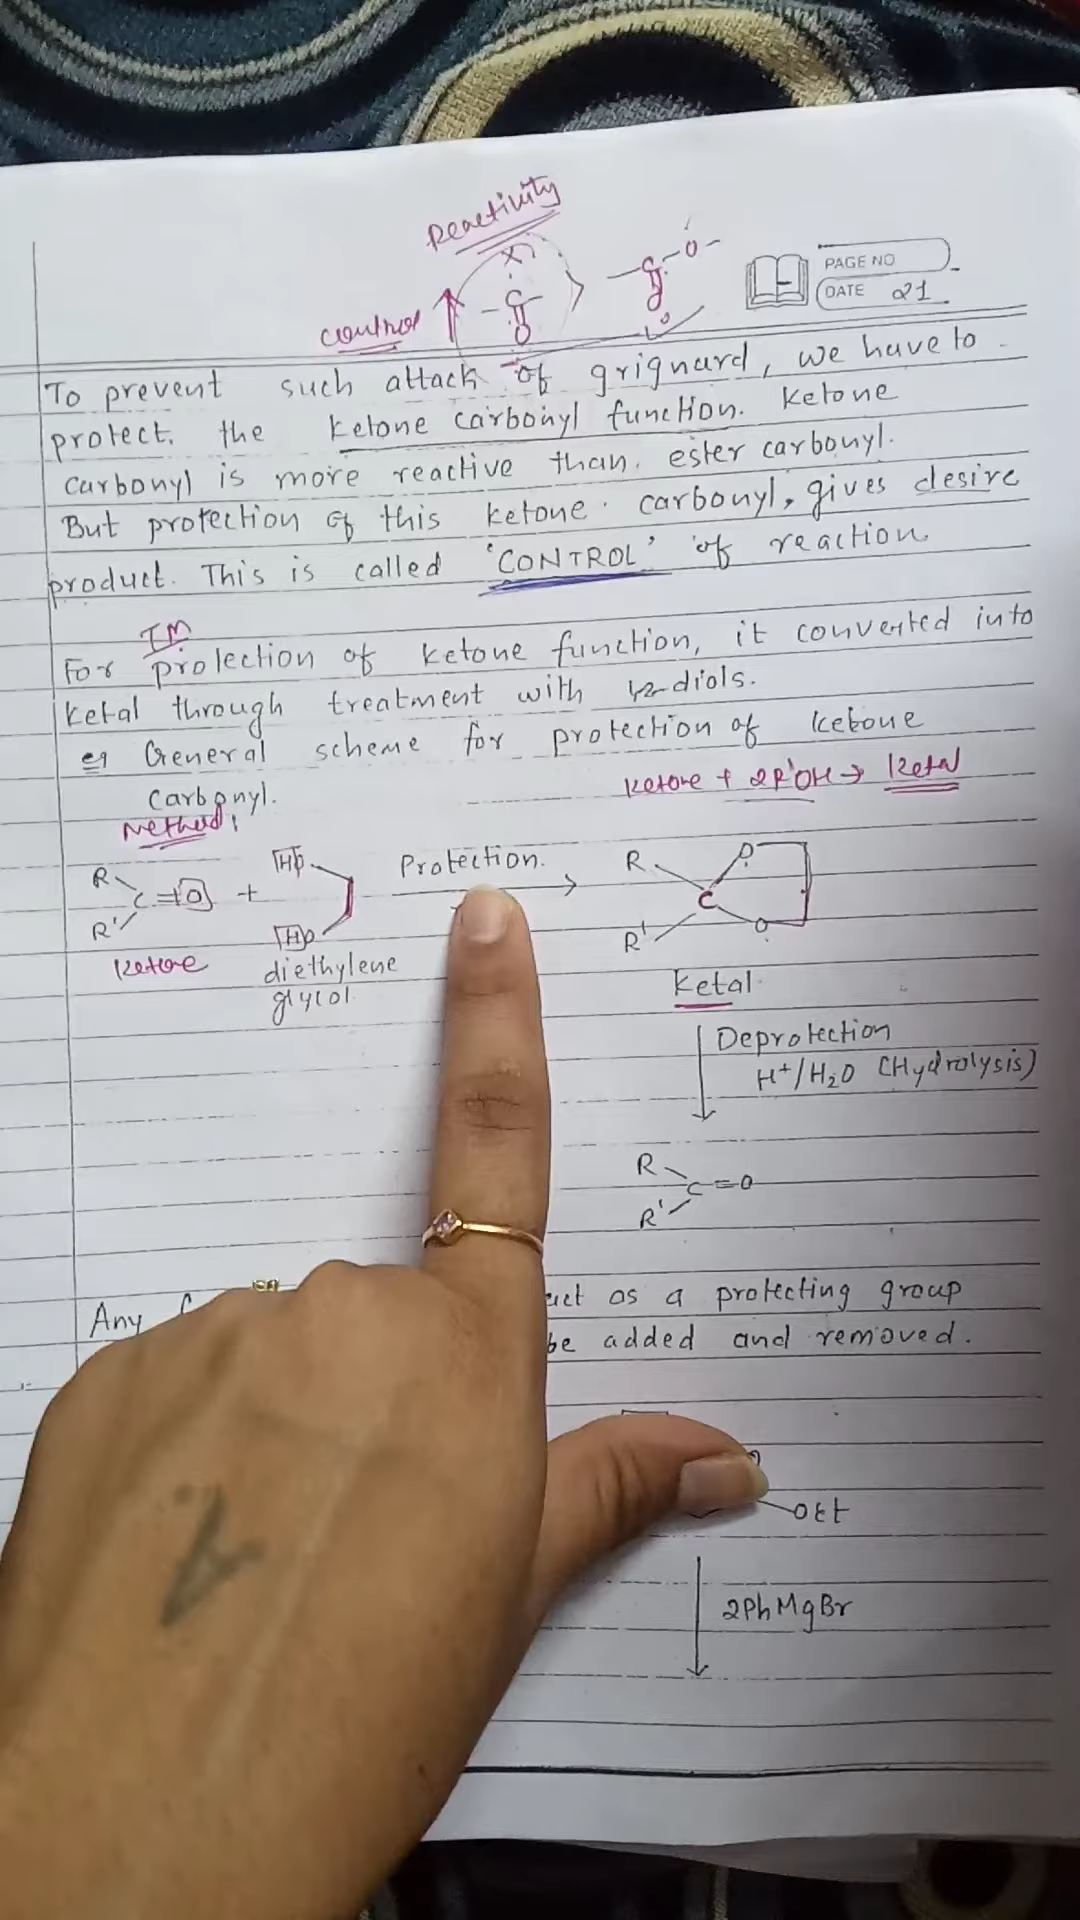 Reactivity
control ↑ -C- > -C-O-
O O
PAGE NO
DATE 21
To prevent such attack of grignard, we have to
protect. the ketone carbonyl function. Ketone
carbonyl is more reactive than. ester carbonyl.
But protection of this ketone. carbonyl, gives desire
product. This is called 'CONTROL' of reaction
IM
For protection of ketone function, it converted into
ketal through treatment with 1,2-diols.
eg General scheme for protection of ketone
carbonyl.
Ketone + 2R'OH → Ketal
Method:
R
C=O + HO Protection. →
R' HO
Ketone
diethylene
glycol
R O
C
R' O
Ketal
Deprotection
H+/H2O (Hydrolysis)
R
C=O
R'
Any act as a protecting group
be added and removed.
OEt
2PhMgBr